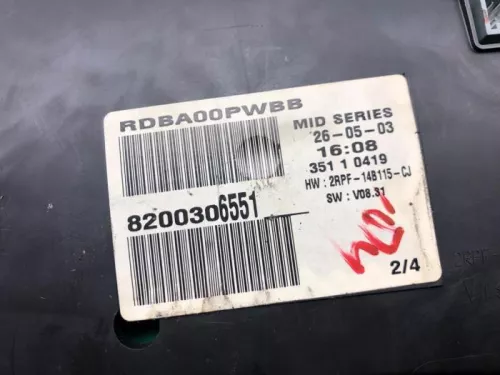 RDBA00PWBB
MID SERIES
26-05-03
16:08
351 1 0419
HW : 2RPF-14B115-CJ
SW : V08.31
8200306551
2/4